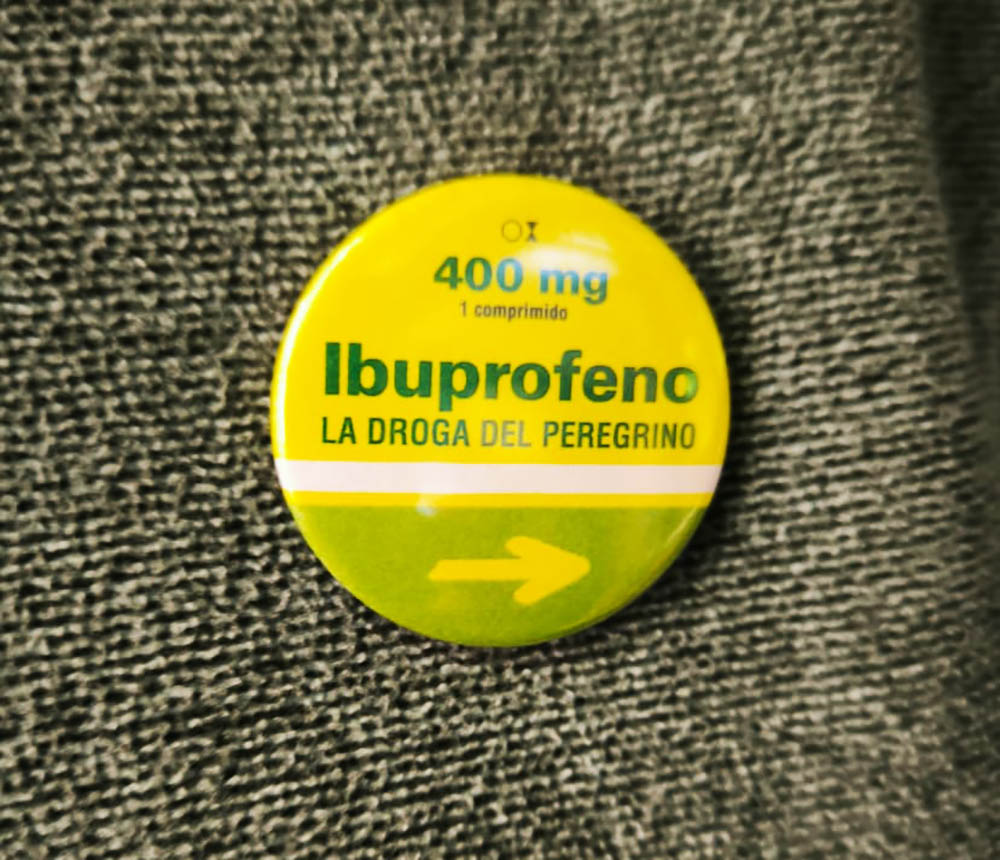 400 mg
1 comprimido
Ibuprofeno
LA DROGA DEL PEREGRINO